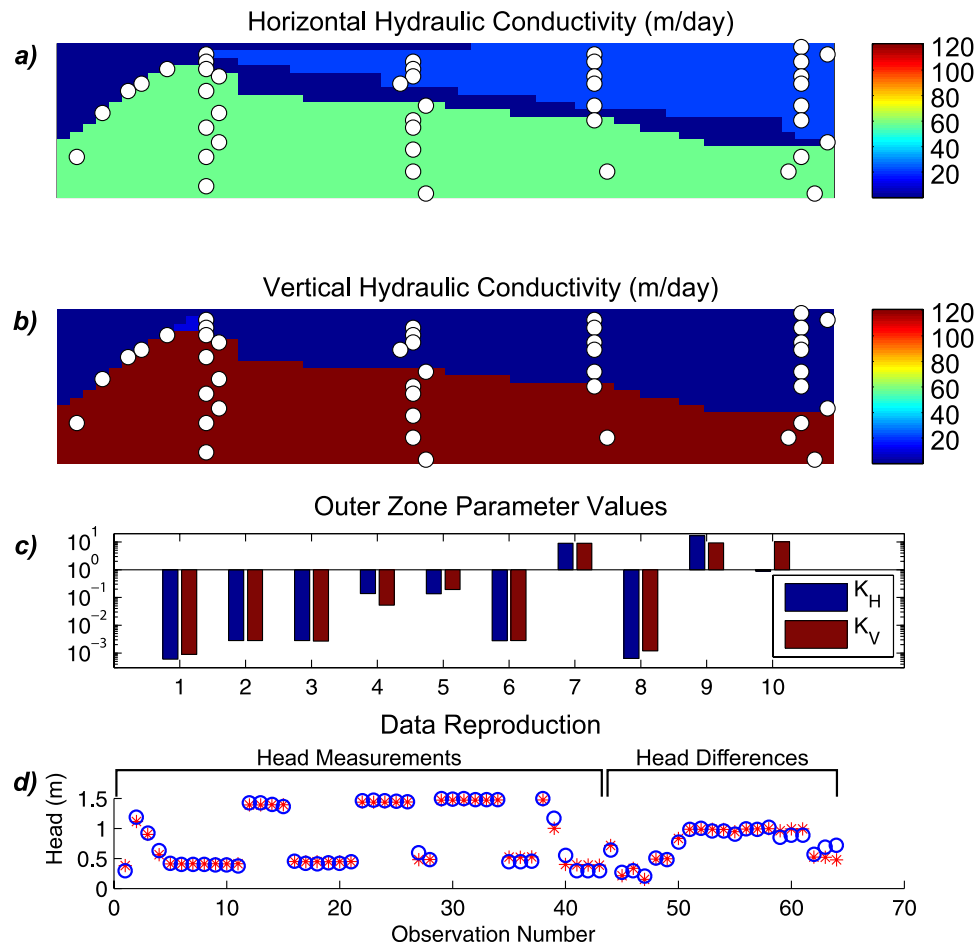 Horizontal Hydraulic Conductivity (m/day)
a)
120
100
80
60
40
20
Vertical Hydraulic Conductivity (m/day)
b)
120
100
80
60
40
20
Outer Zone Parameter Values
c)
10^1
10^0
10^-1
10^-2
10^-3
K_H
K_V
1 2 3 4 5 6 7 8 9 10
Data Reproduction
Head Measurements Head Differences
d)
Head (m)
1.5
1
0.5
0
0 10 20 30 40 50 60 70
Observation Number